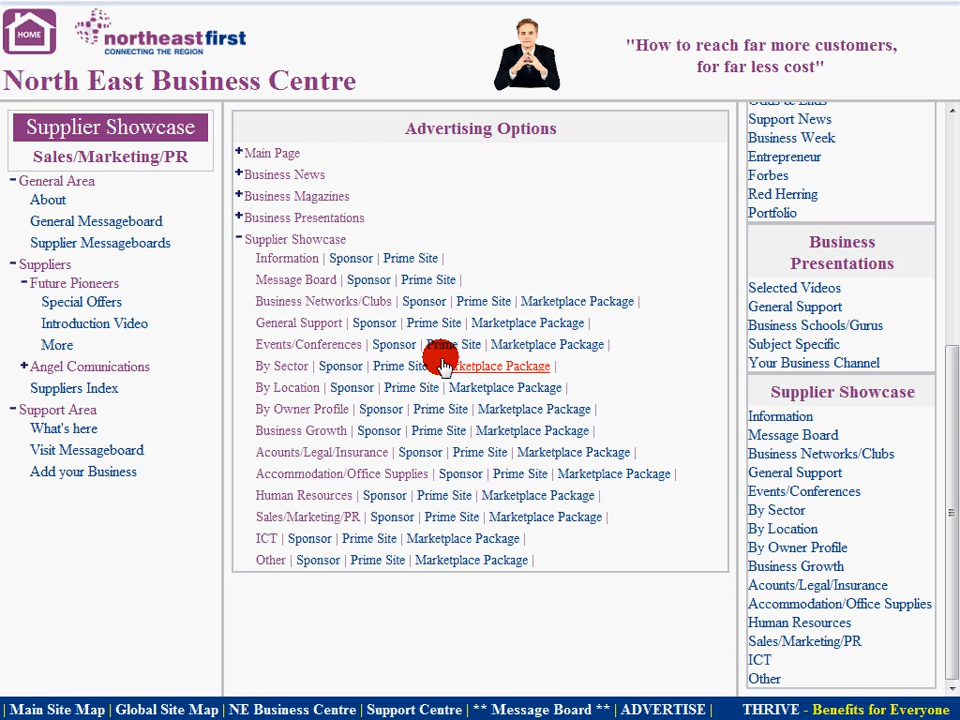 HOME
northeastfirst
CONNECTING THE REGION
North East Business Centre
"How to reach far more customers,
for far less cost"
Supplier Showcase
Sales/Marketing/PR
General Area
About
General Messageboard
Supplier Messageboards
Suppliers
Future Pioneers
Special Offers
Introduction Video
More
Angel Comunications
Suppliers Index
Support Area
What's here
Visit Messageboard
Add your Business
Advertising Options
Main Page
Business News
Business Magazines
Business Presentations
Supplier Showcase
Information | Sponsor | Prime Site |
Message Board | Sponsor | Prime Site |
Business Networks/Clubs | Sponsor | Prime Site | Marketplace Package |
General Support | Sponsor | Prime Site | Marketplace Package |
Events/Conferences | Sponsor | Prime Site | Marketplace Package |
By Sector | Sponsor | Prime Site Package |
By Location | Sponsor | Prime Site | Marketplace Package |
By Owner Profile | Sponsor | Prime Site | Marketplace Package |
Business Growth | Sponsor | Prime Site | Marketplace Package |
Acounts/Legal/Insurance | Sponsor | Prime Site | Marketplace Package |
Accommodation/Office Supplies | Sponsor | Prime Site | Marketplace Package |
Human Resources | Sponsor | Prime Site | Marketplace Package |
Sales/Marketing/PR | Sponsor | Prime Site | Marketplace Package |
ICT | Sponsor | Prime Site | Marketplace Package |
Other | Sponsor | Prime Site | Marketplace Package |
Support News
Business Week
Entrepreneur
Forbes
Red Herring
Portfolio
Business
Presentations
Selected Videos
General Support
Business Schools/Gurus
Subject Specific
Your Business Channel
Supplier Showcase
Information
Message Board
Business Networks/Clubs
General Support
Events/Conferences
By Sector
By Location
By Owner Profile
Business Growth
Acounts/Legal/Insurance
Accommodation/Office Supplies
Human Resources
Sales/Marketing/PR
ICT
Other
| Main Site Map | Global Site Map | NE Business Centre | Support Centre | ** Message Board ** | ADVERTISE | THRIVE - Benefits for Everyone